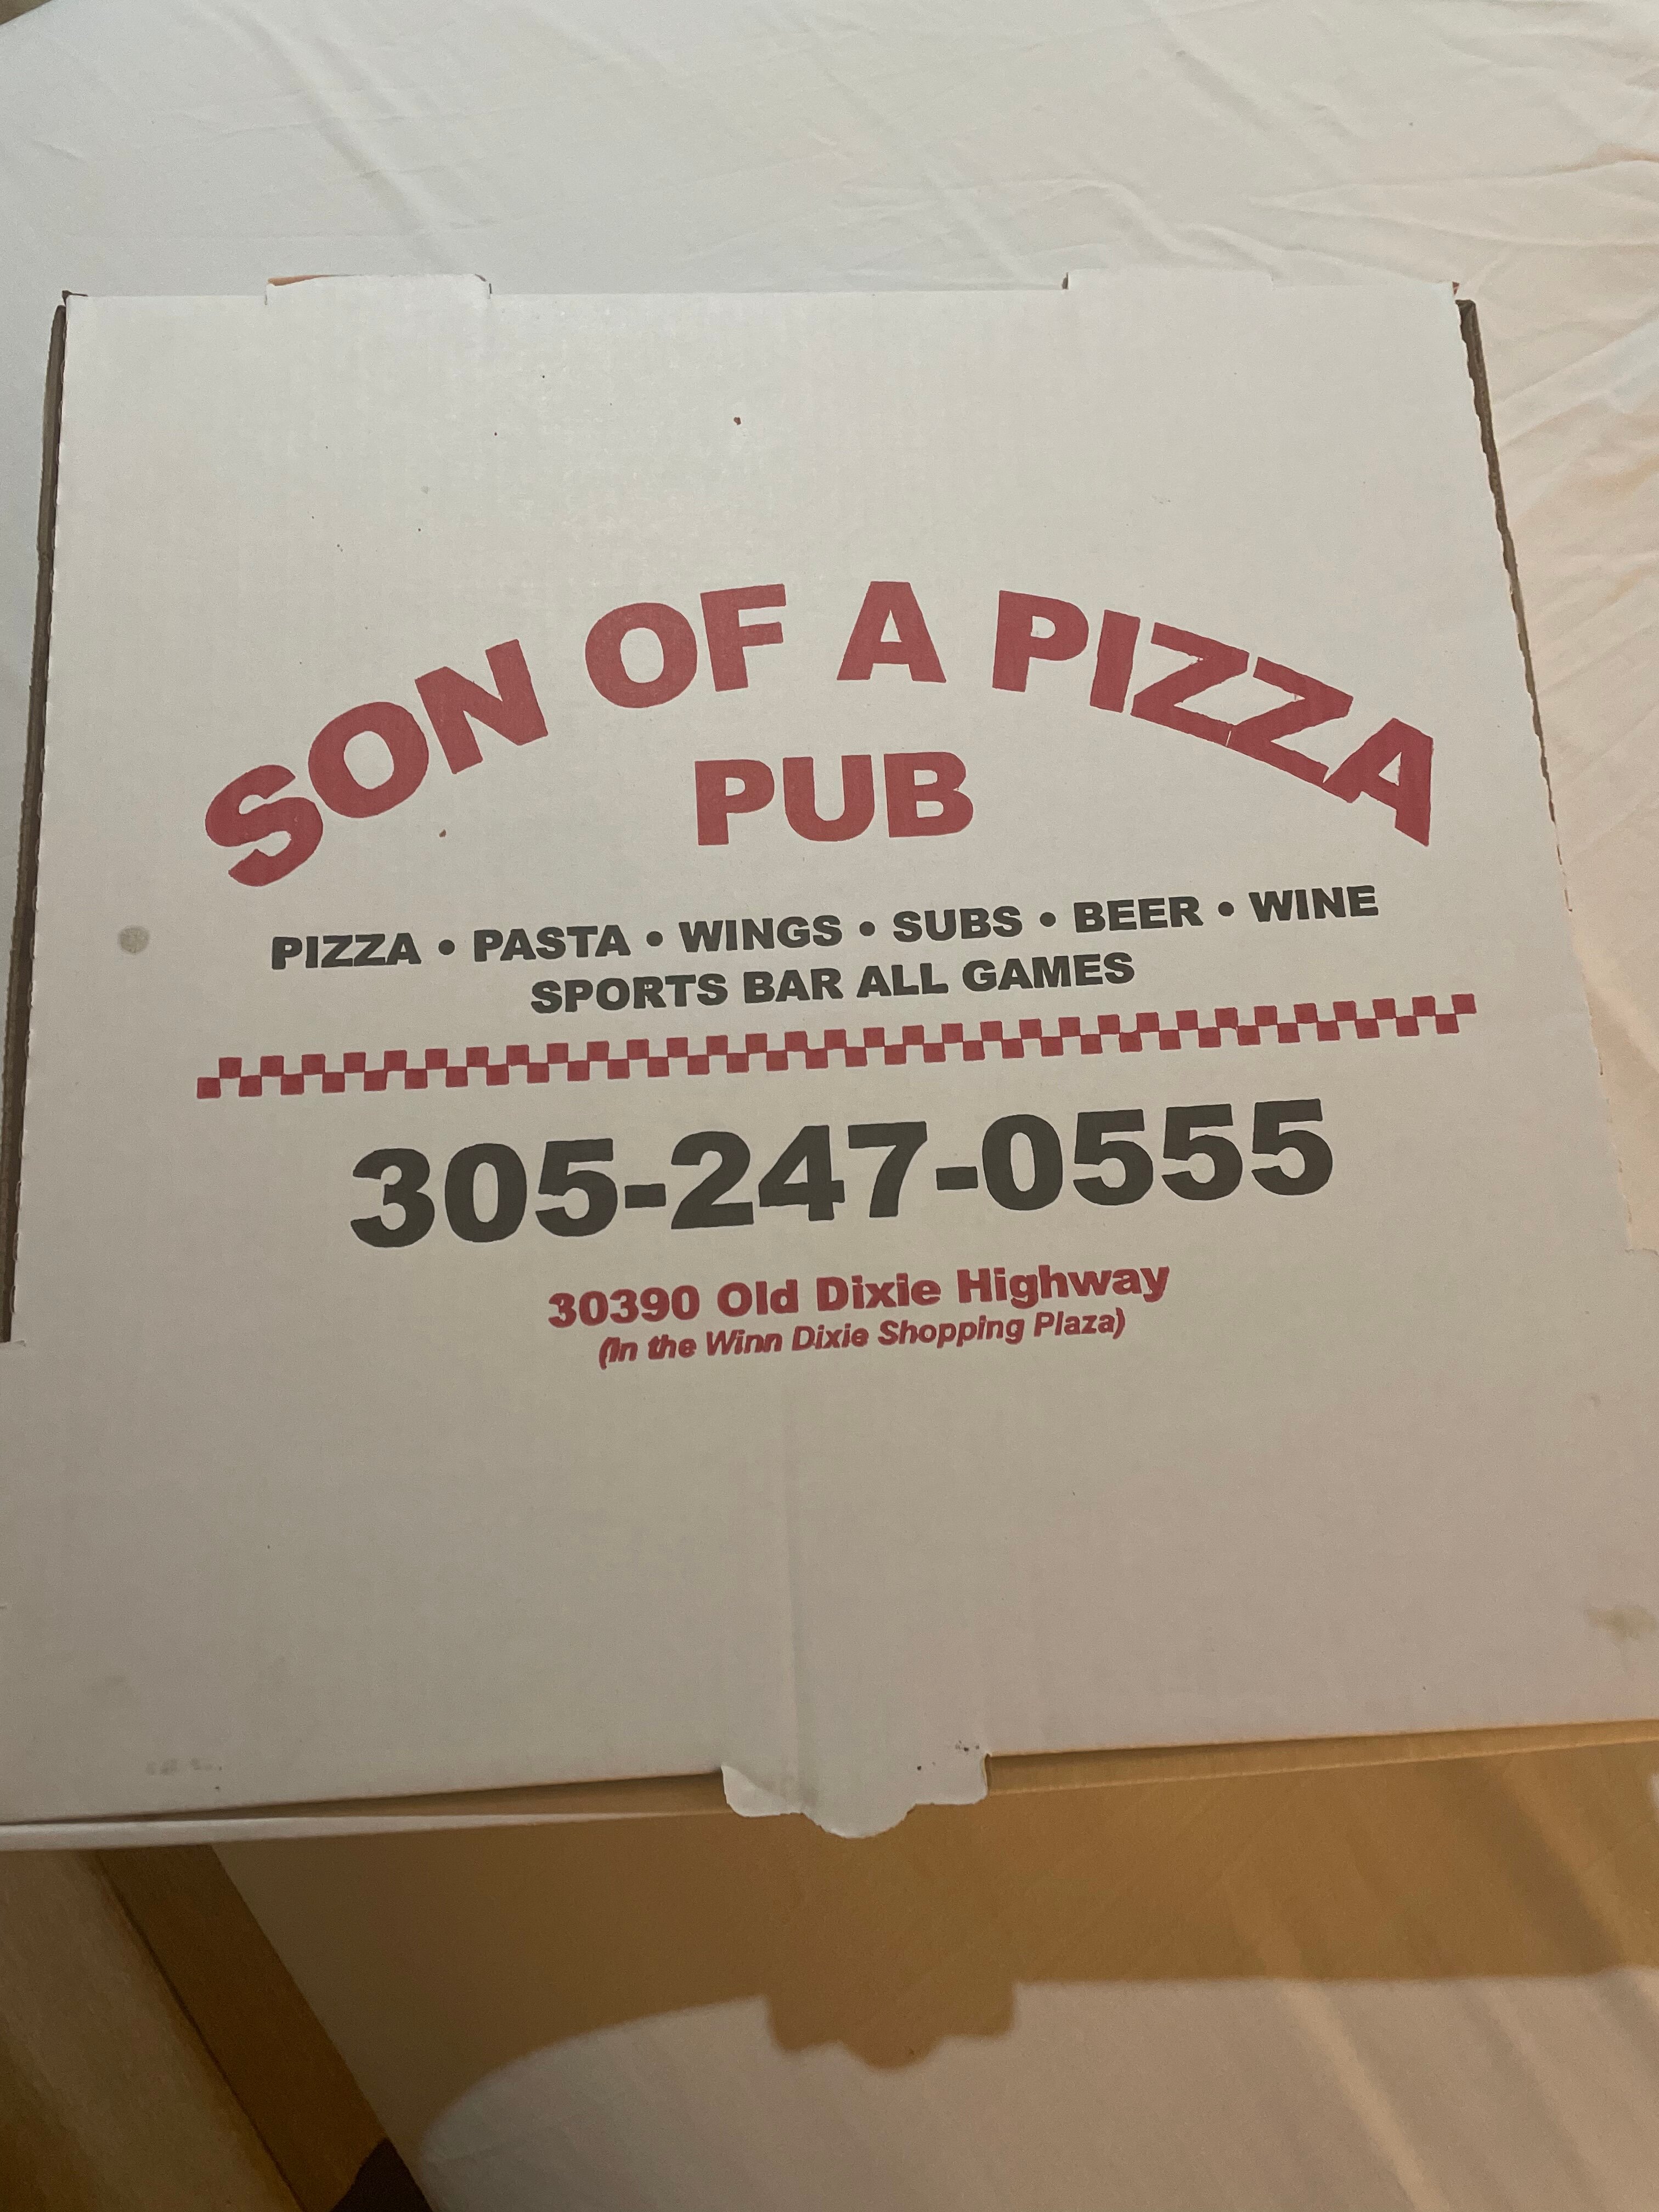 SON OF A PIZZA
PUB
PIZZA • PASTA • WINGS • SUBS • BEER • WINE
SPORTS BAR ALL GAMES
305-247-0555
30390 Old Dixie Highway
(In the Winn Dixie Shopping Plaza)